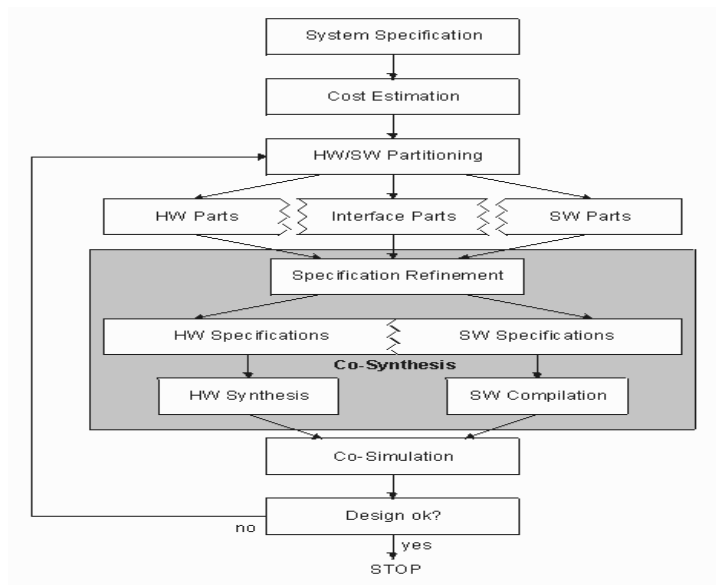 System Specification
Cost Estimation
HW/SW Partitioning
HW Parts
Interface Parts
SW Parts
Specification Refinement
HW Specifications
SW Specifications
Co-Synthesis
HW Synthesis
SW Compilation
Co-Simulation
Design ok?
no
yes
STOP